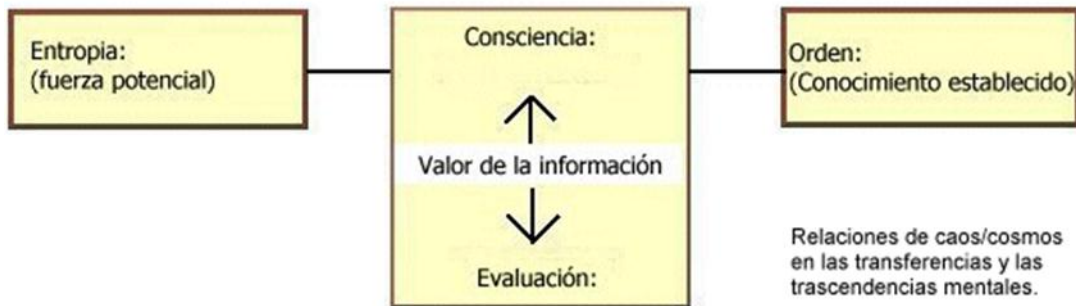 Entropia:
(fuerza potencial)
Consciencia:
Valor de la información
Evaluación:
Orden:
(Conocimiento establecido)
Relaciones de caos/cosmos
en las transferencias y las
trascendencias mentales.